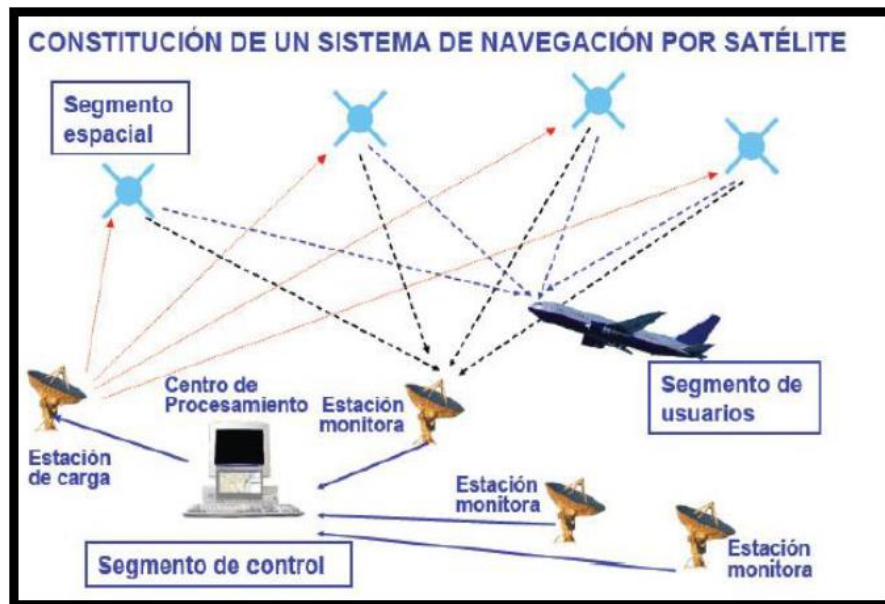 CONSTITUCIÓN DE UN SISTEMA DE NAVEGACIÓN POR SATÉLITE
Segmento
espacial
Centro de
Procesamiento
Estación
monitora
Segmento de
usuarios
Estación
de carga
Estación
monitora
Estación
monitora
Segmento de control